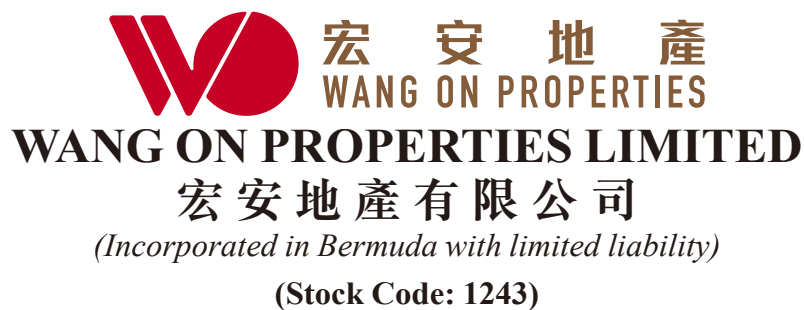 宏安地產
WANG ON PROPERTIES
WANG ON PROPERTIES LIMITED
宏安地產有限公司
(Incorporated in Bermuda with limited liability)
(Stock Code: 1243)